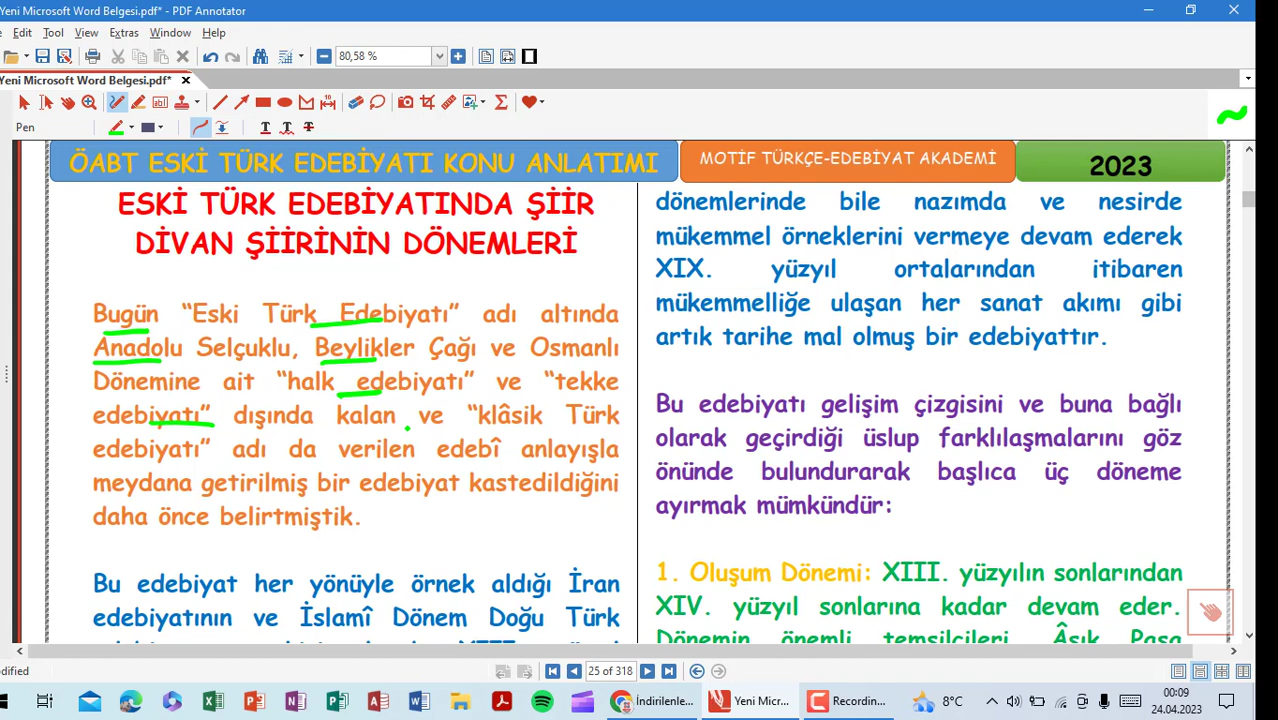 Yeni Microsoft Word Belgesi.pdf* - PDF Annotator
Edit Tool View Extras Window Help
80,58 %
Yeni Microsoft Word Belgesi.pdf*
Pen
ÖABT ESKİ TÜRK EDEBİYATI KONU ANLATIMI
MOTİF TÜRKÇE-EDEBİYAT AKADEMİ
2023
ESKİ TÜRK EDEBİYATINDA ŞİİR
DİVAN ŞİİRİNİN DÖNEMLERİ
Bugün “Eski Türk Edebiyatı” adı altında
Anadolu Selçuklu, Beylikler Çağı ve Osmanlı
Dönemine ait “halk edebiyatı” ve “tekke
edebiyatı” dışında kalan ve “klâsik Türk
edebiyatı” adı da verilen edebî anlayışla
meydana getirilmiş bir edebiyat kastedildiğini
daha önce belirtmiştik.
Bu edebiyat her yönüyle örnek aldığı İran
edebiyatının ve İslamî Dönem Doğu Türk
dönemlerinde bile nazımda ve nesirde
mükemmel örneklerini vermeye devam ederek
XIX. yüzyıl ortalarından itibaren
mükemmelliğe ulaşan her sanat akımı gibi
artık tarihe mal olmuş bir edebiyattır.
Bu edebiyatı gelişim çizgisini ve buna bağlı
olarak geçirdiği üslup farklılaşmalarını göz
önünde bulundurarak başlıca üç döneme
ayırmak mümkündür:
1. Oluşum Dönemi: XIII. yüzyılın sonlarından
XIV. yüzyıl sonlarına kadar devam eder.
Dönemin önemli temsilcileri Âşık Paşa
odified
25 of 318
İndirilenle...
Yeni Micr...
Recording...
8°C
00:09
24.04.2023